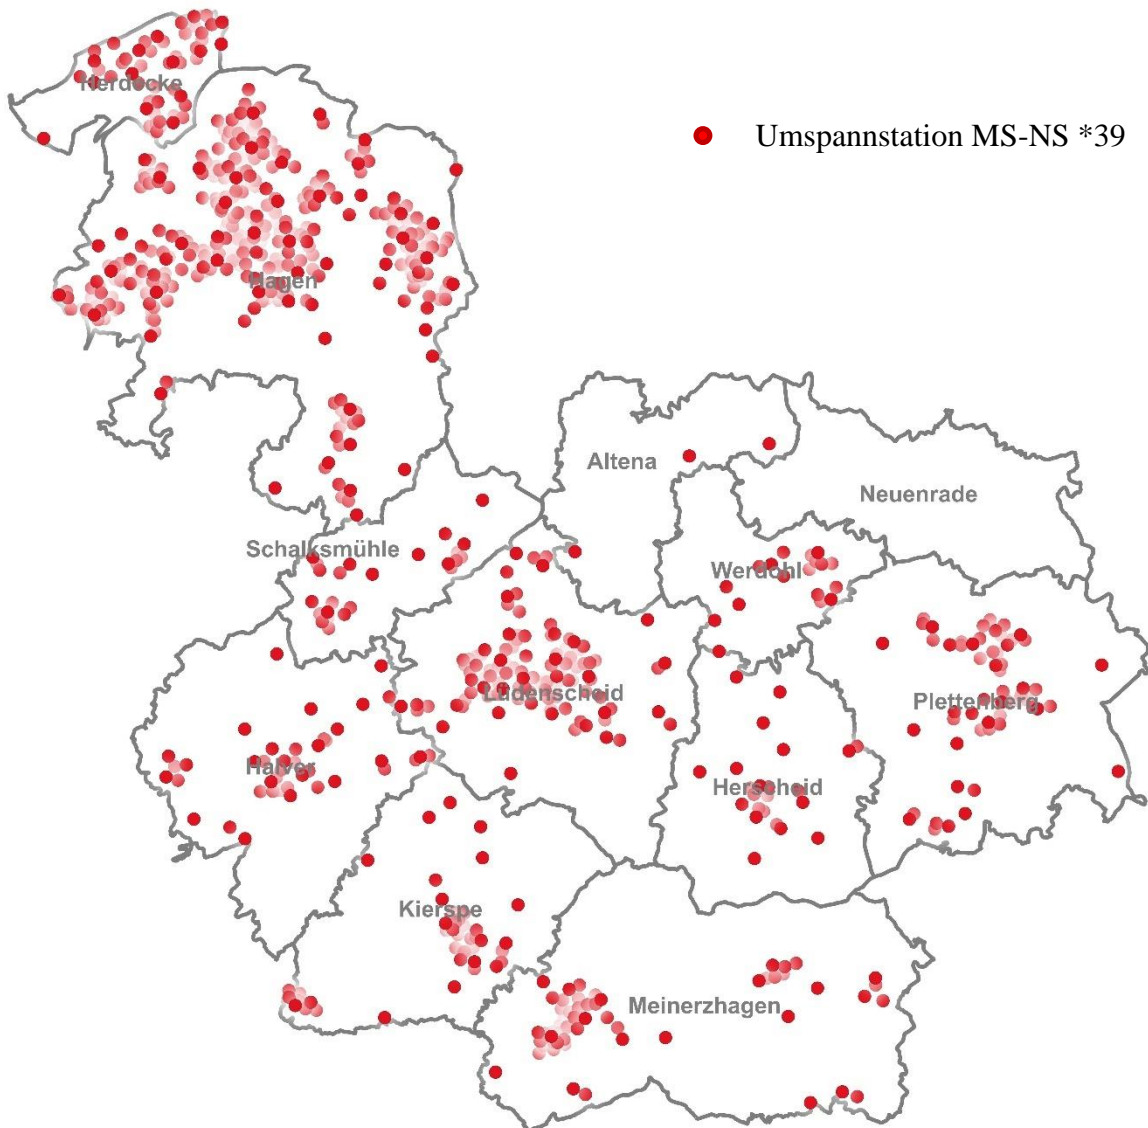 Herdecke
Umspannstation MS-NS *39
Hagen
Altena
Neuenrade
Schalksmühle
Werdohl
Lüdenscheid
Plettenberg
Halver
Herscheid
Kierspe
Meinerzhagen